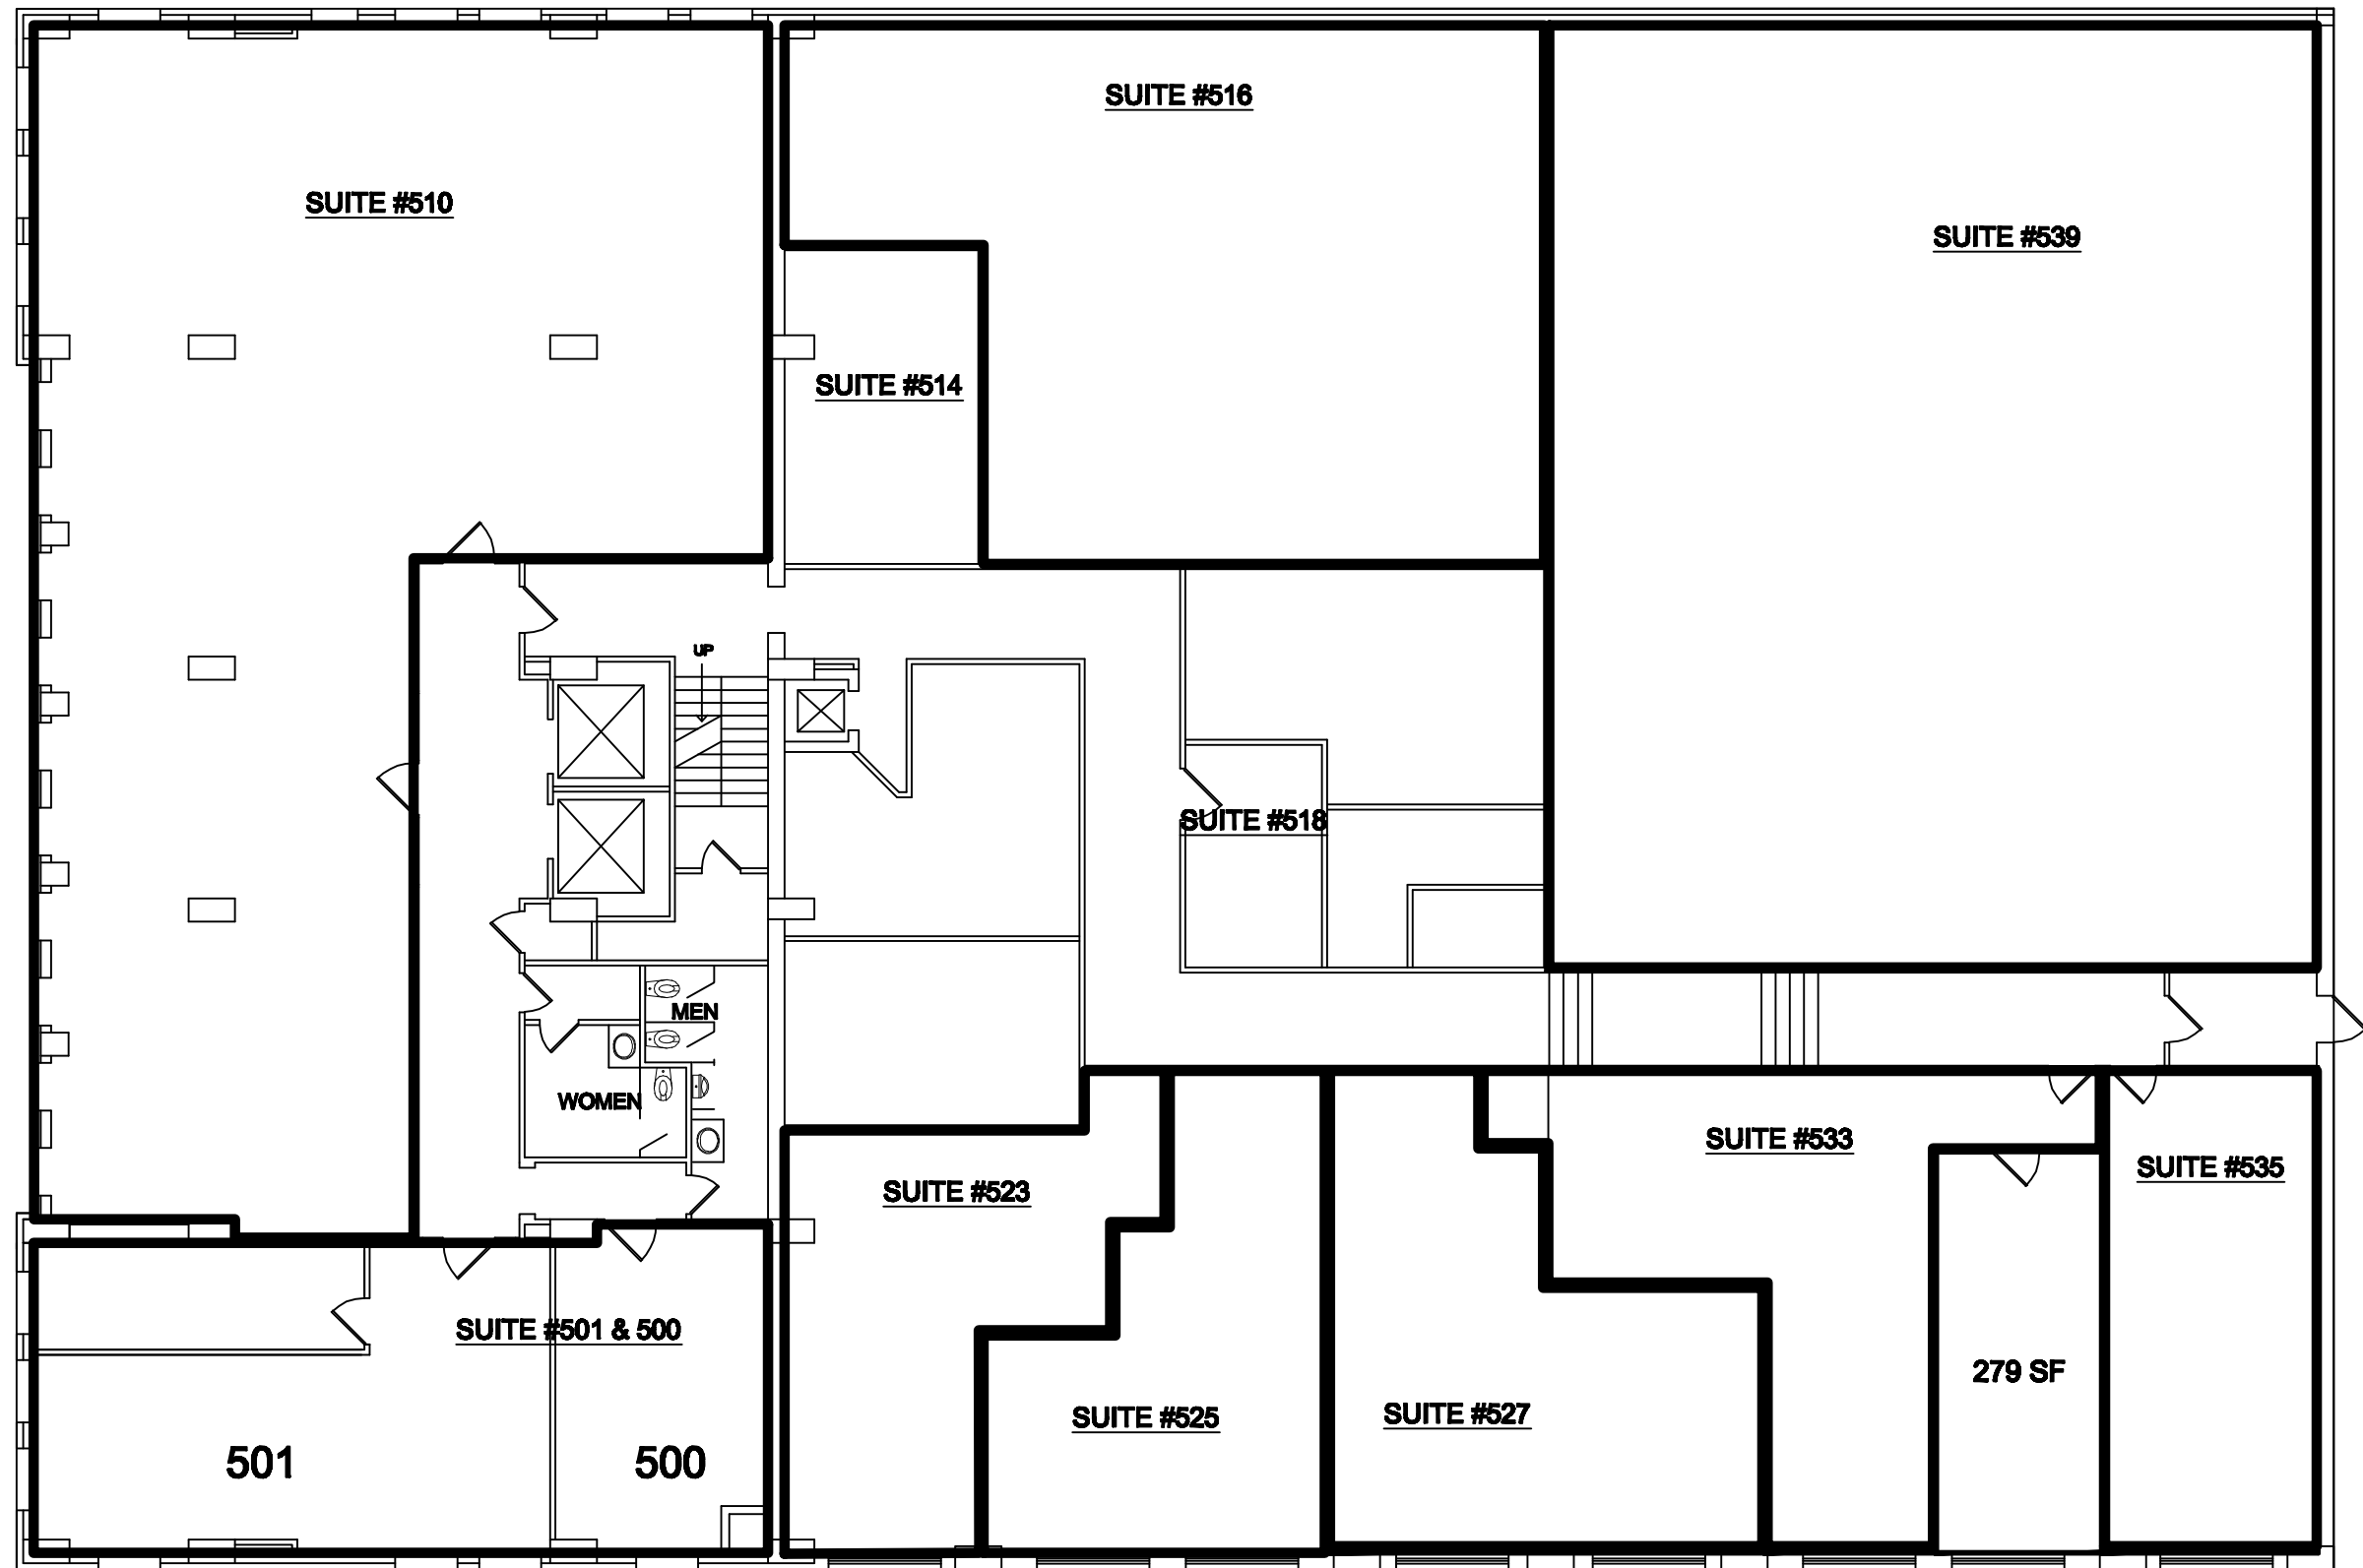 SUITE #516
SUITE #510
SUITE #539
SUITE #514
UP
SUITE #518
MEN
WOMEN
SUITE #533
SUITE #535
SUITE #523
SUITE #501 & 500
279 SF
SUITE #525
SUITE #527
501
500